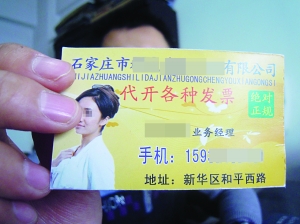 石家庄市 有限公司
SHIJIAZHUANGSHILIDAJIANZHUGONGCHENGYOUXIANGONGSI
代开各种发票
绝对
正规
业务经理
手机：159
地址：新华区和平西路